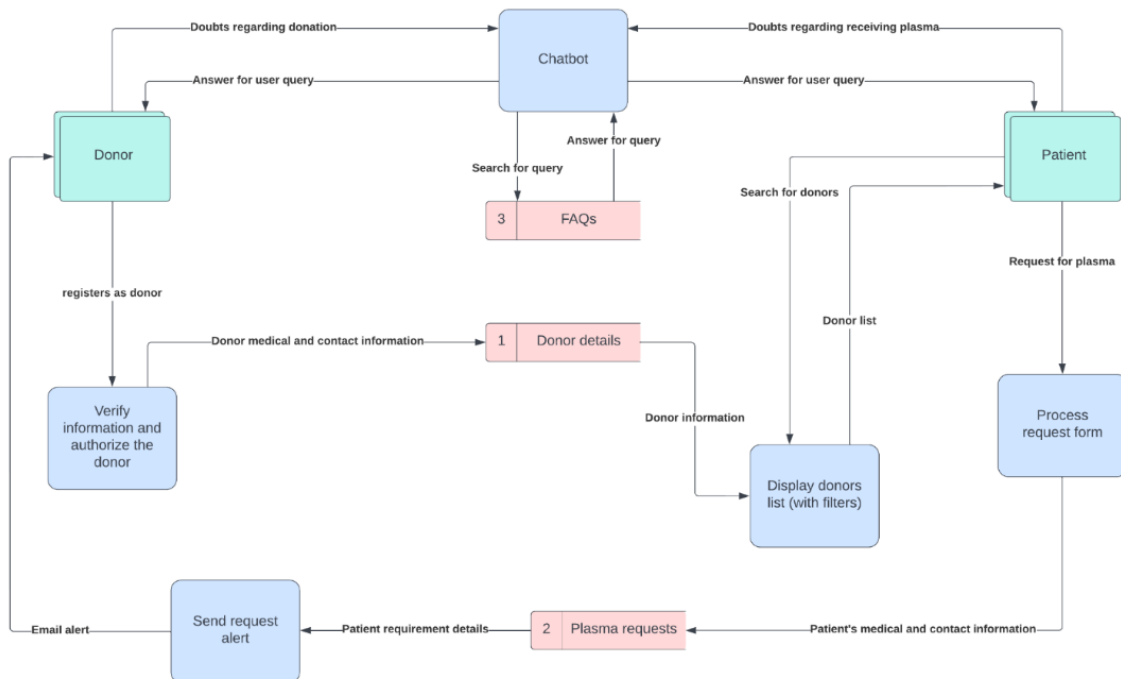 Doubts regarding donation
Doubts regarding receiving plasma
Chatbot
Answer for user query
Answer for user query
Donor
Answer for query
Patient
Search for query
Search for donors
3 FAQs
Request for plasma
registers as donor
Donor list
Donor medical and contact information
1 Donor details
Verify
information and
authorize the
donor
Donor information
Process
request form
Display donors
list (with filters)
Send request
alert
Email alert
Patient requirement details
2 Plasma requests
Patient's medical and contact information